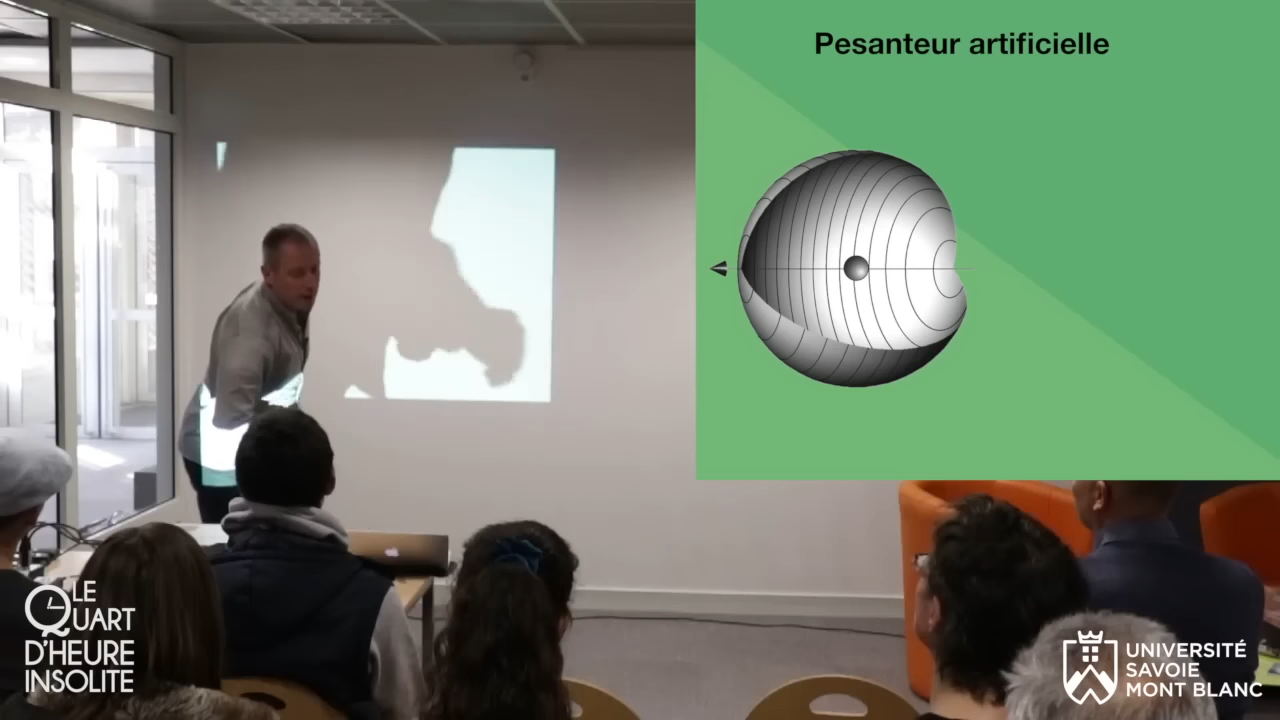 Pesanteur artificielle
LE
QUART
D'HEURE
INSOLITE
UNIVERSITÉ
SAVOIE
MONT BLANC